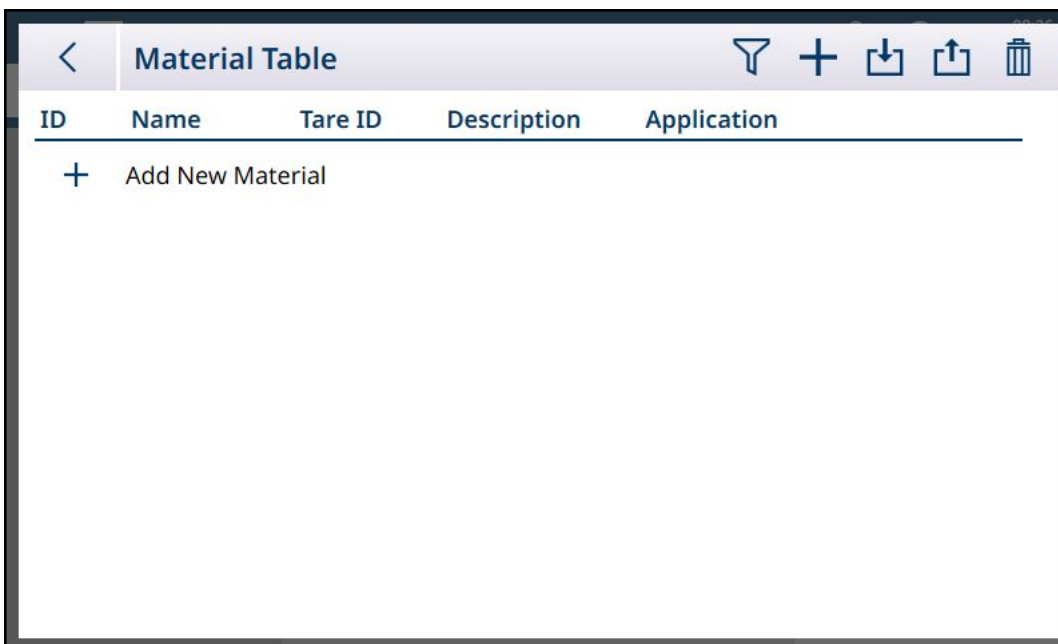 Material Table
ID Name Tare ID Description Application
Add New Material